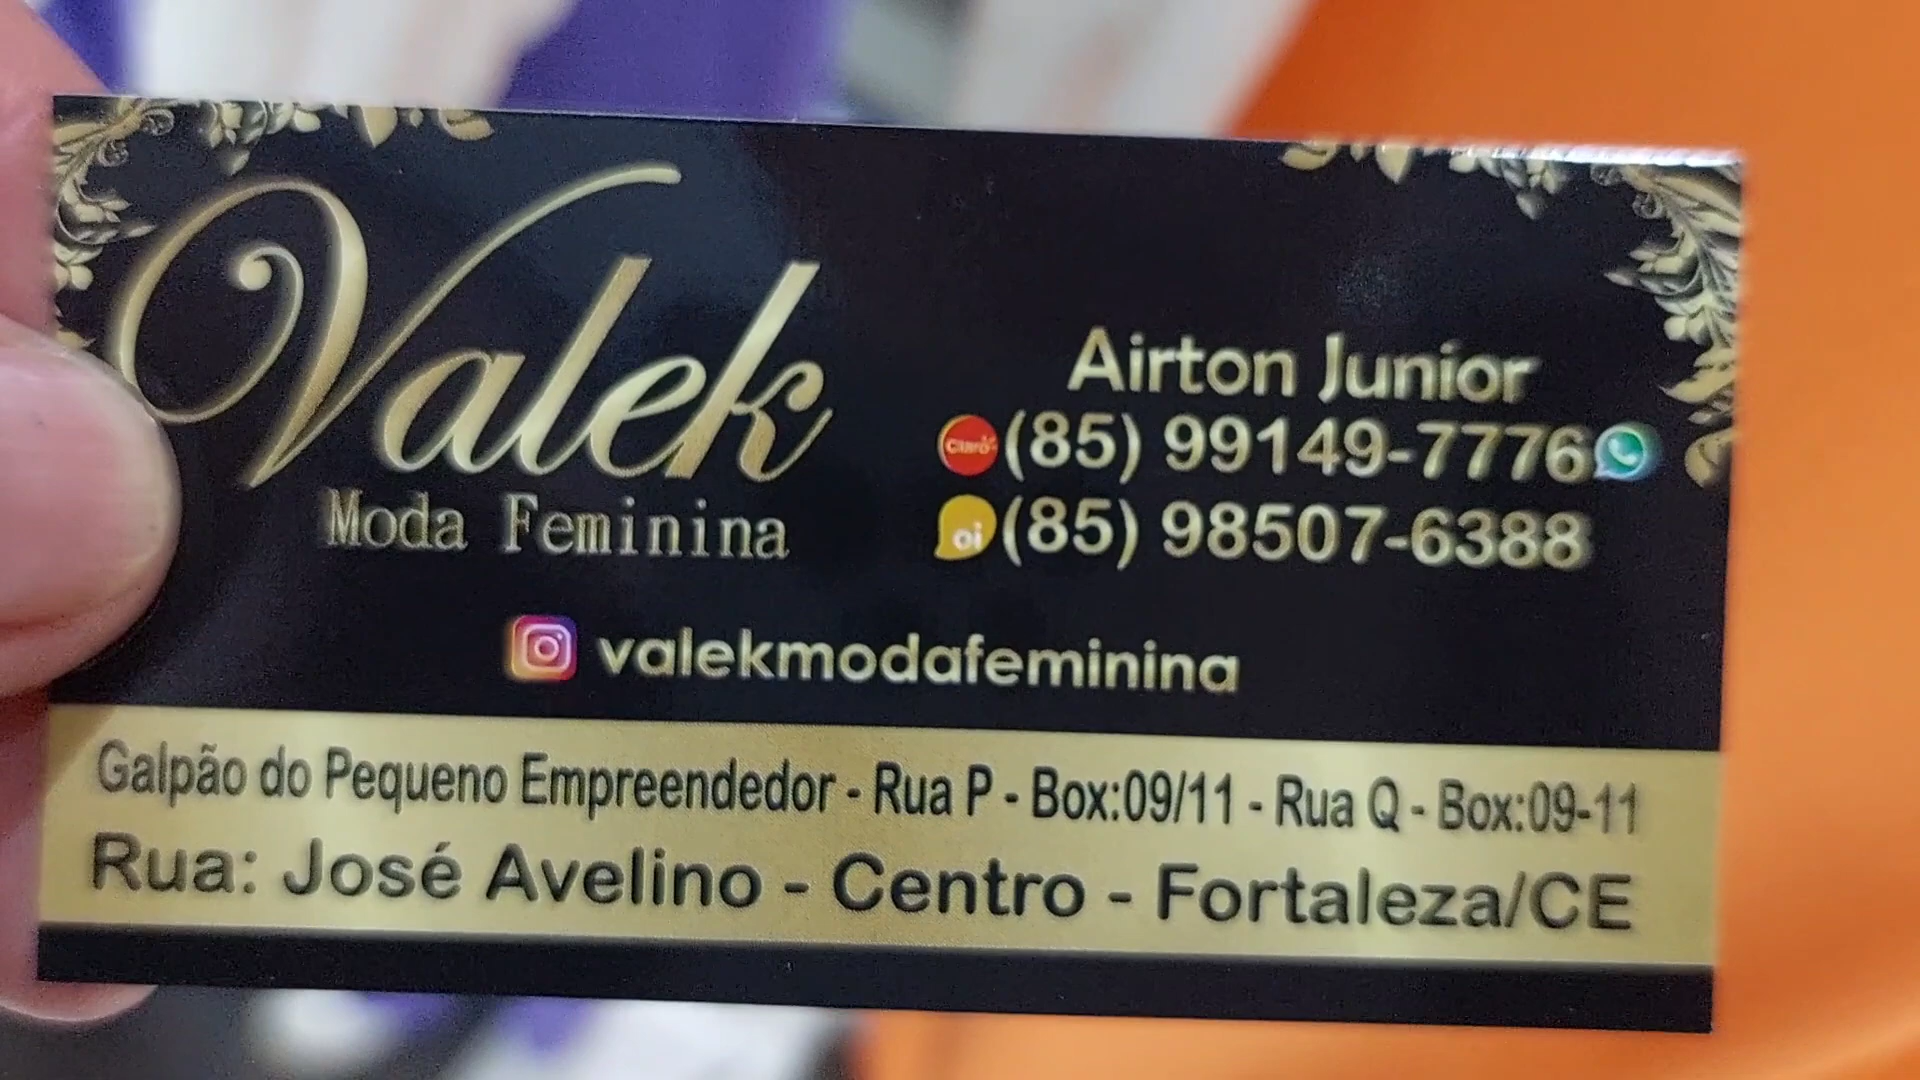 Valek
Moda Feminina
Airton Junior
Claro (85) 99149-7776
oi (85) 98507-6388
valekmodafeminina
Galpão do Pequeno Empreendedor - Rua P - Box:09/11 - Rua Q - Box:09-11
Rua: José Avelino - Centro - Fortaleza/CE